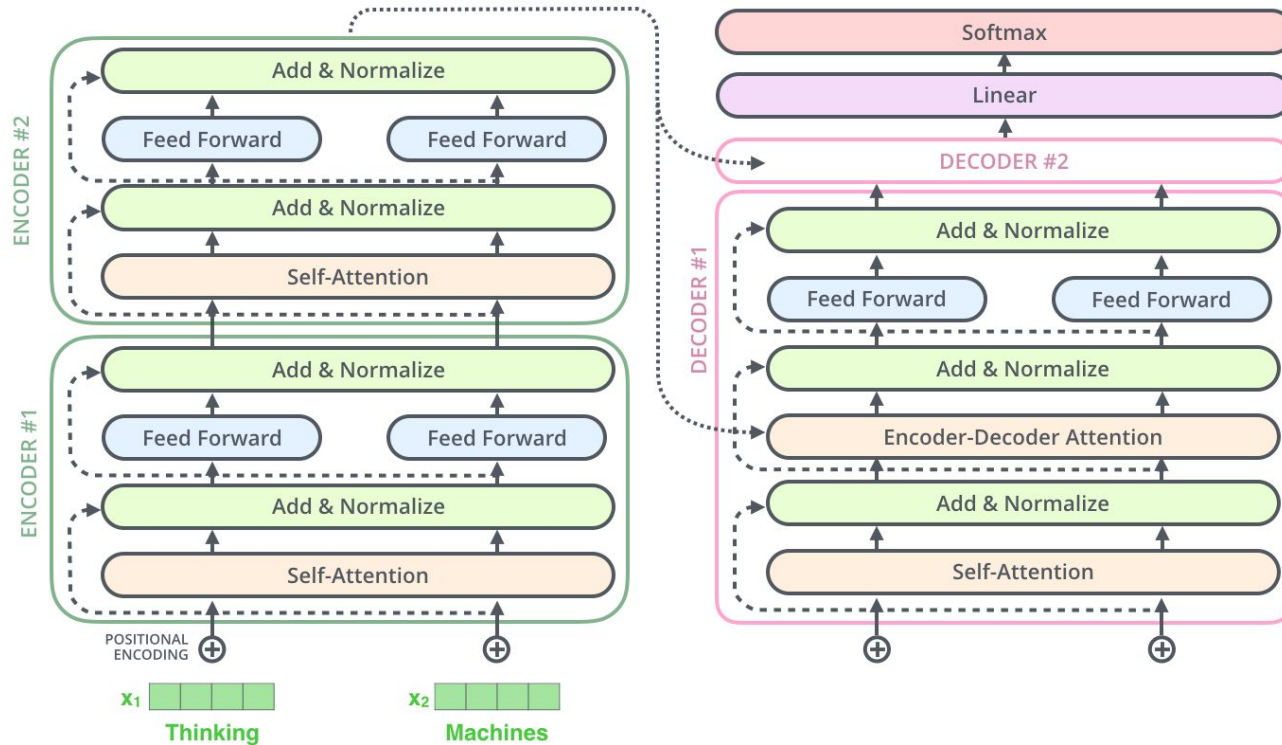 ENCODER #2
Add & Normalize
Feed Forward
Feed Forward
Add & Normalize
Self-Attention
ENCODER #1
Add & Normalize
Feed Forward
Feed Forward
Add & Normalize
Self-Attention
POSITIONAL
ENCODING
x₁
x₂
Thinking
Machines
Softmax
Linear
DECODER #2
DECODER #1
Add & Normalize
Feed Forward
Feed Forward
Add & Normalize
Encoder-Decoder Attention
Add & Normalize
Self-Attention